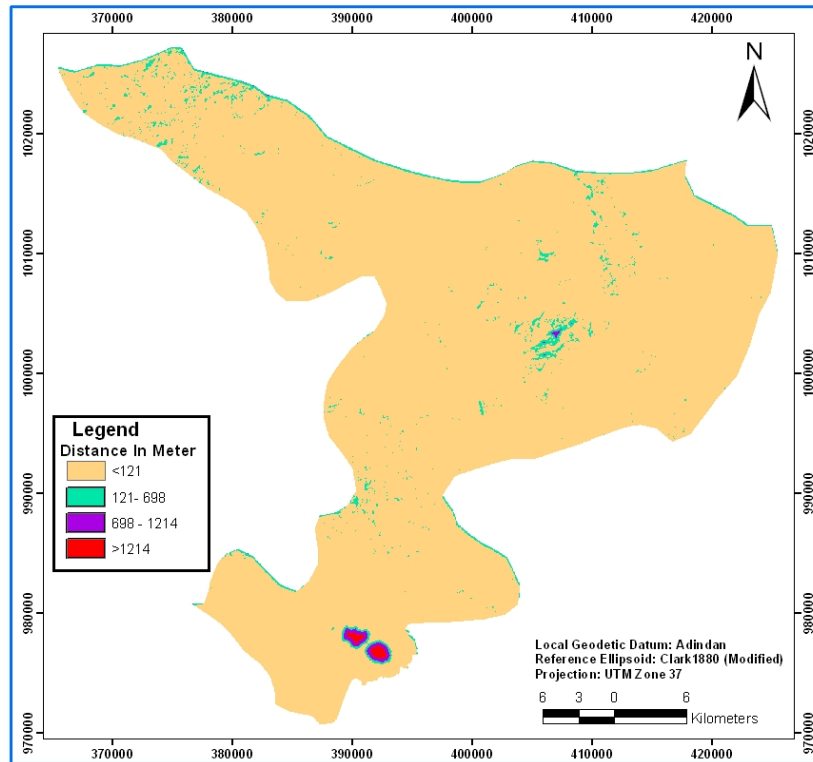 370000 380000 390000 400000 410000 420000
N
1020000 1020000
1010000 1010000
1000000 1000000
990000 990000
980000 980000
970000 970000
Legend
Distance In Meter
<121
121- 698
698 - 1214
>1214
Local Geodetic Datum: Adindan
Reference Ellipsoid: Clark1880 (Modified)
Projection: UTM Zone 37
6 3 0 6
Kilometers
370000 380000 390000 400000 410000 420000